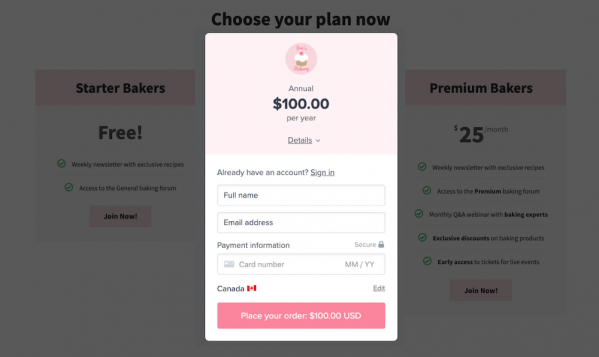 Choose your plan now
Starter Bakers
Free!
Weekly newsletter with exclusive recipes
Access to the General baking forum
Join Now!
Annual
$100.00
per year
Details
Already have an account? Sign in
Full name
Email address
Payment information
Secure
Card number
MM / YY
Canada
Edit
Place your order: $100.00 USD
Premium Bakers
$25/month
Weekly newsletter with exclusive recipes
Access to the Premium baking forum
Monthly Q&A webinar with baking experts
Exclusive discounts on baking products
Early access to tickets for live events
Join Now!